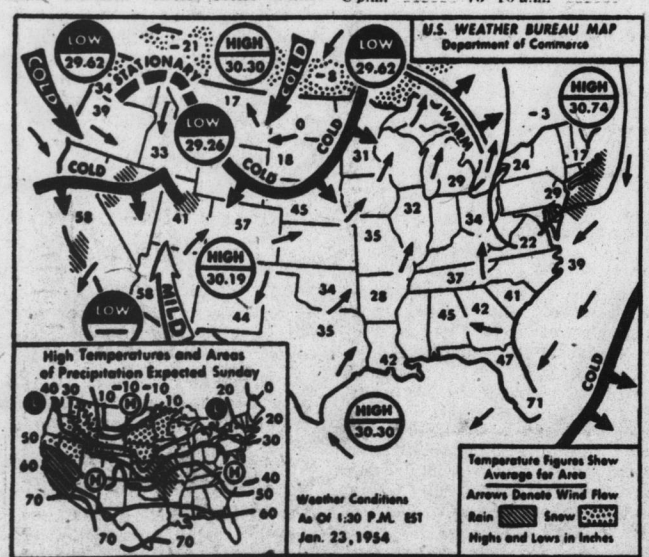 U.S. WEATHER BUREAU MAP
Department of Commerce
LOW
29.62
-21
HIGH
30.30
COLD
-8
LOW
29.62
HIGH
30.74
COLD
34
39
STATIONARY
17
0
COLD
WARM
-3
LOW
29.26
33
18
COLD
31
29
24
17
29
COLD
58
41
57
45
35
32
34
22
39
HIGH
30.19
58
MILD
44
34
35
28
37
45
42
41
42
47
71
COLD
LOW
HIGH
30.30
High Temperatures and Areas
of Precipitation Expected Sunday
40 30 10 H -10 -10 10 20 0
L
L
20
30
50
60
H
H
40
50
60
70
70
70
Weather Conditions
As Of 1:30 P.M. EST
Jan. 23, 1954
Temperature Figures Show
Average for Area
Arrows Denote Wind Flow
Rain Snow
Highs and Lows in Inches